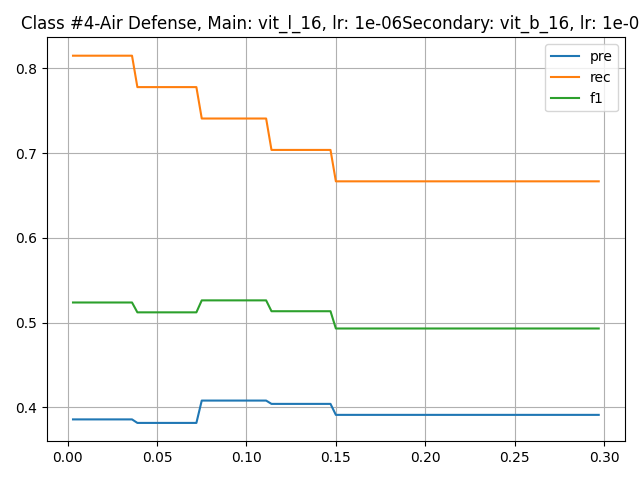 Class #4-Air Defense, Main: vit_l_16, lr: 1e-06Secondary: vit_b_16, lr: 1e-0
pre
rec
f1
0.8
0.7
0.6
0.5
0.4
0.00 0.05 0.10 0.15 0.20 0.25 0.30